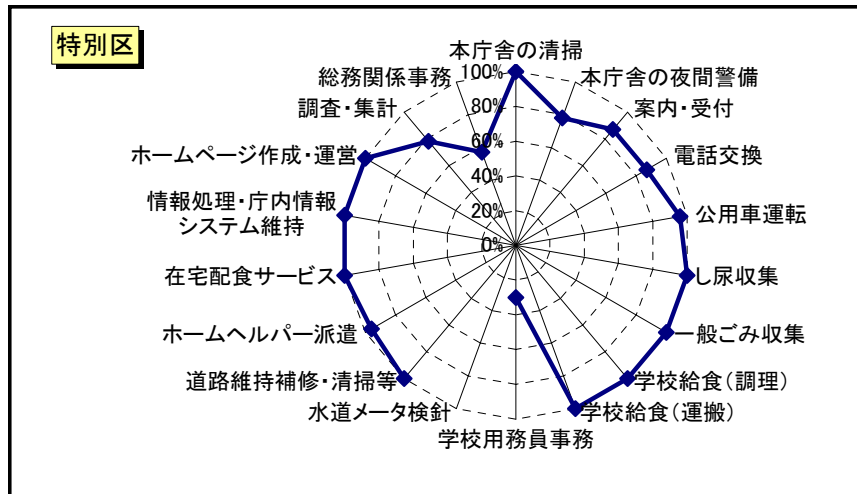 特別区
本庁舎の清掃
本庁舎の夜間警備
案内・受付
電話交換
公用車運転
し尿収集
一般ごみ収集
学校給食(調理)
学校給食(運搬)
学校用務員事務
水道メータ検針
道路維持補修・清掃等
ホームヘルパー派遣
在宅配食サービス
情報処理・庁内情報
システム維持
ホームページ作成・運営
調査・集計
総務関係事務
100%
80%
60%
40%
20%
0%